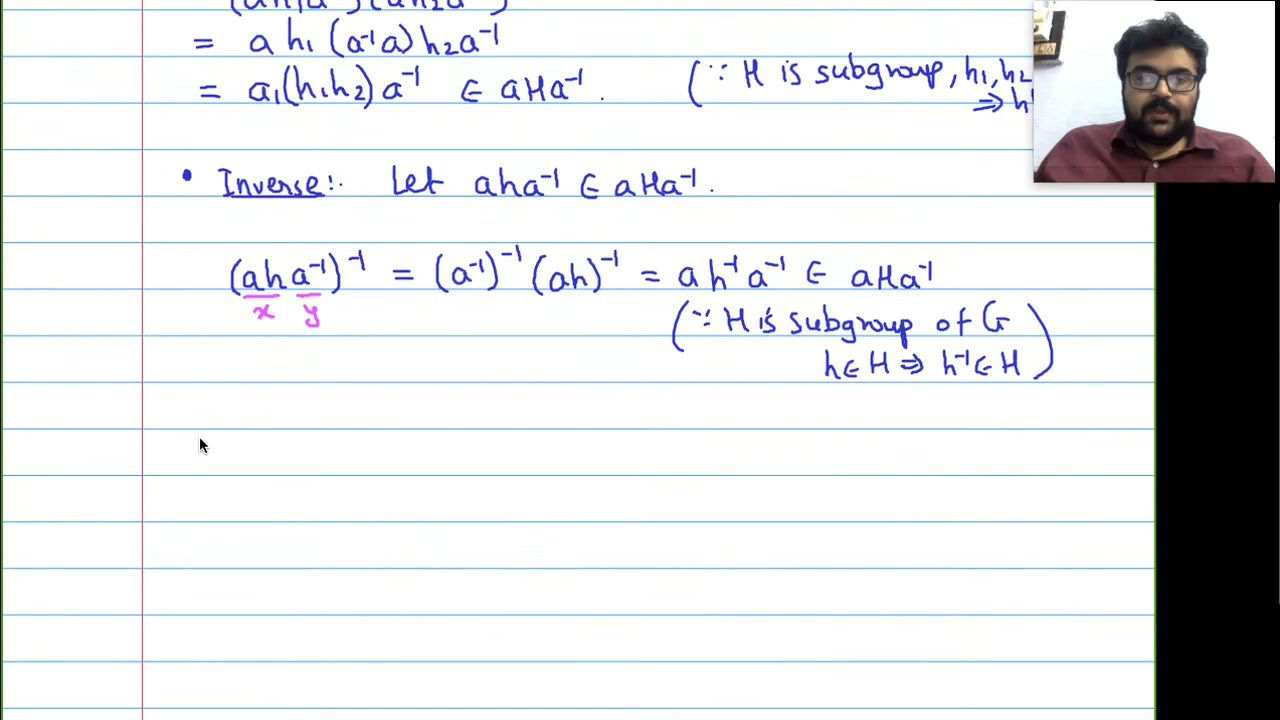 = a h₁ (a⁻¹a) h₂a⁻¹
= a₁(h₁h₂) a⁻¹ ∈ aHa⁻¹. (∵ H is subgroup, h₁,h₂
⇒ h
• Inverse:. Let aha⁻¹ ∈ aHa⁻¹.
(aha⁻¹)⁻¹ = (a⁻¹)⁻¹ (ah)⁻¹ = a h⁻¹ a⁻¹ ∈ aHa⁻¹
x y (∵ H is subgroup of G
h∈H ⇒ h⁻¹∈H)